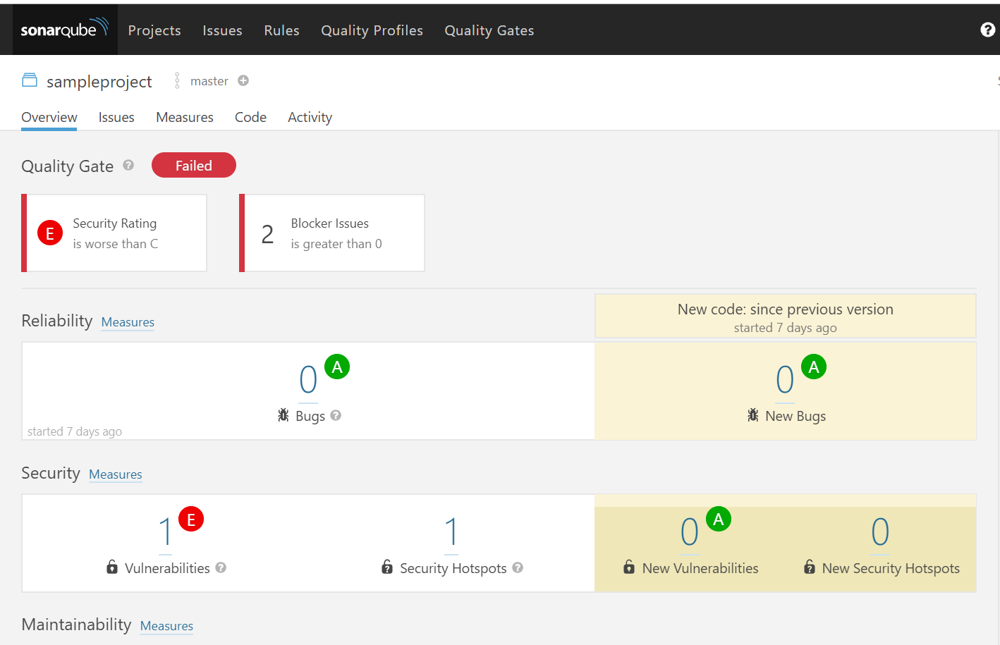 sonarqube Projects Issues Rules Quality Profiles Quality Gates ?
sampleproject master +
Overview Issues Measures Code Activity
Quality Gate ? Failed
E Security Rating
is worse than C
2 Blocker Issues
is greater than 0
New code: since previous version
started 7 days ago
Reliability Measures
0 A
Bugs ?
started 7 days ago
0 A
New Bugs
Security Measures
1 E
Vulnerabilities ?
1
Security Hotspots ?
0 A
New Vulnerabilities
0
New Security Hotspots
Maintainability Measures